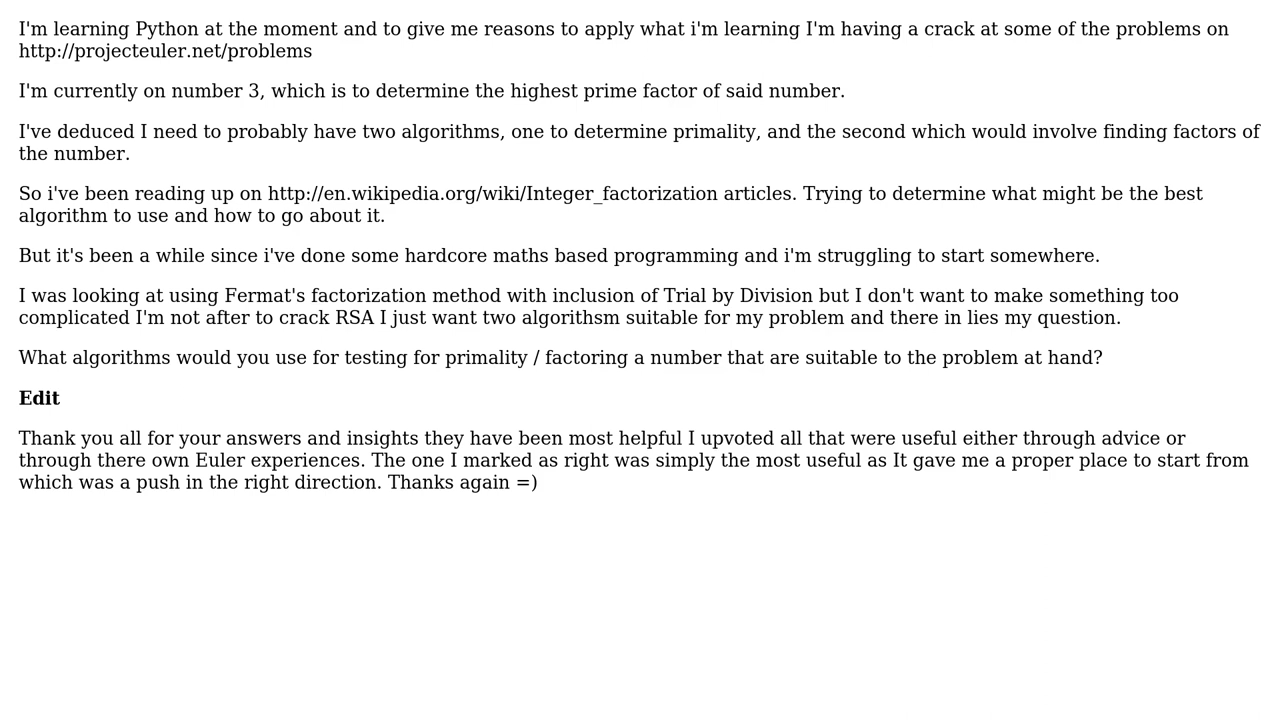 I'm learning Python at the moment and to give me reasons to apply what i'm learning I'm having a crack at some of the problems on
http://projecteuler.net/problems
I'm currently on number 3, which is to determine the highest prime factor of said number.
I've deduced I need to probably have two algorithms, one to determine primality, and the second which would involve finding factors of
the number.
So i've been reading up on http://en.wikipedia.org/wiki/Integer_factorization articles. Trying to determine what might be the best
algorithm to use and how to go about it.
But it's been a while since i've done some hardcore maths based programming and i'm struggling to start somewhere.
I was looking at using Fermat's factorization method with inclusion of Trial by Division but I don't want to make something too
complicated I'm not after to crack RSA I just want two algorithsm suitable for my problem and there in lies my question.
What algorithms would you use for testing for primality / factoring a number that are suitable to the problem at hand?
Edit
Thank you all for your answers and insights they have been most helpful I upvoted all that were useful either through advice or
through there own Euler experiences. The one I marked as right was simply the most useful as It gave me a proper place to start from
which was a push in the right direction. Thanks again =)